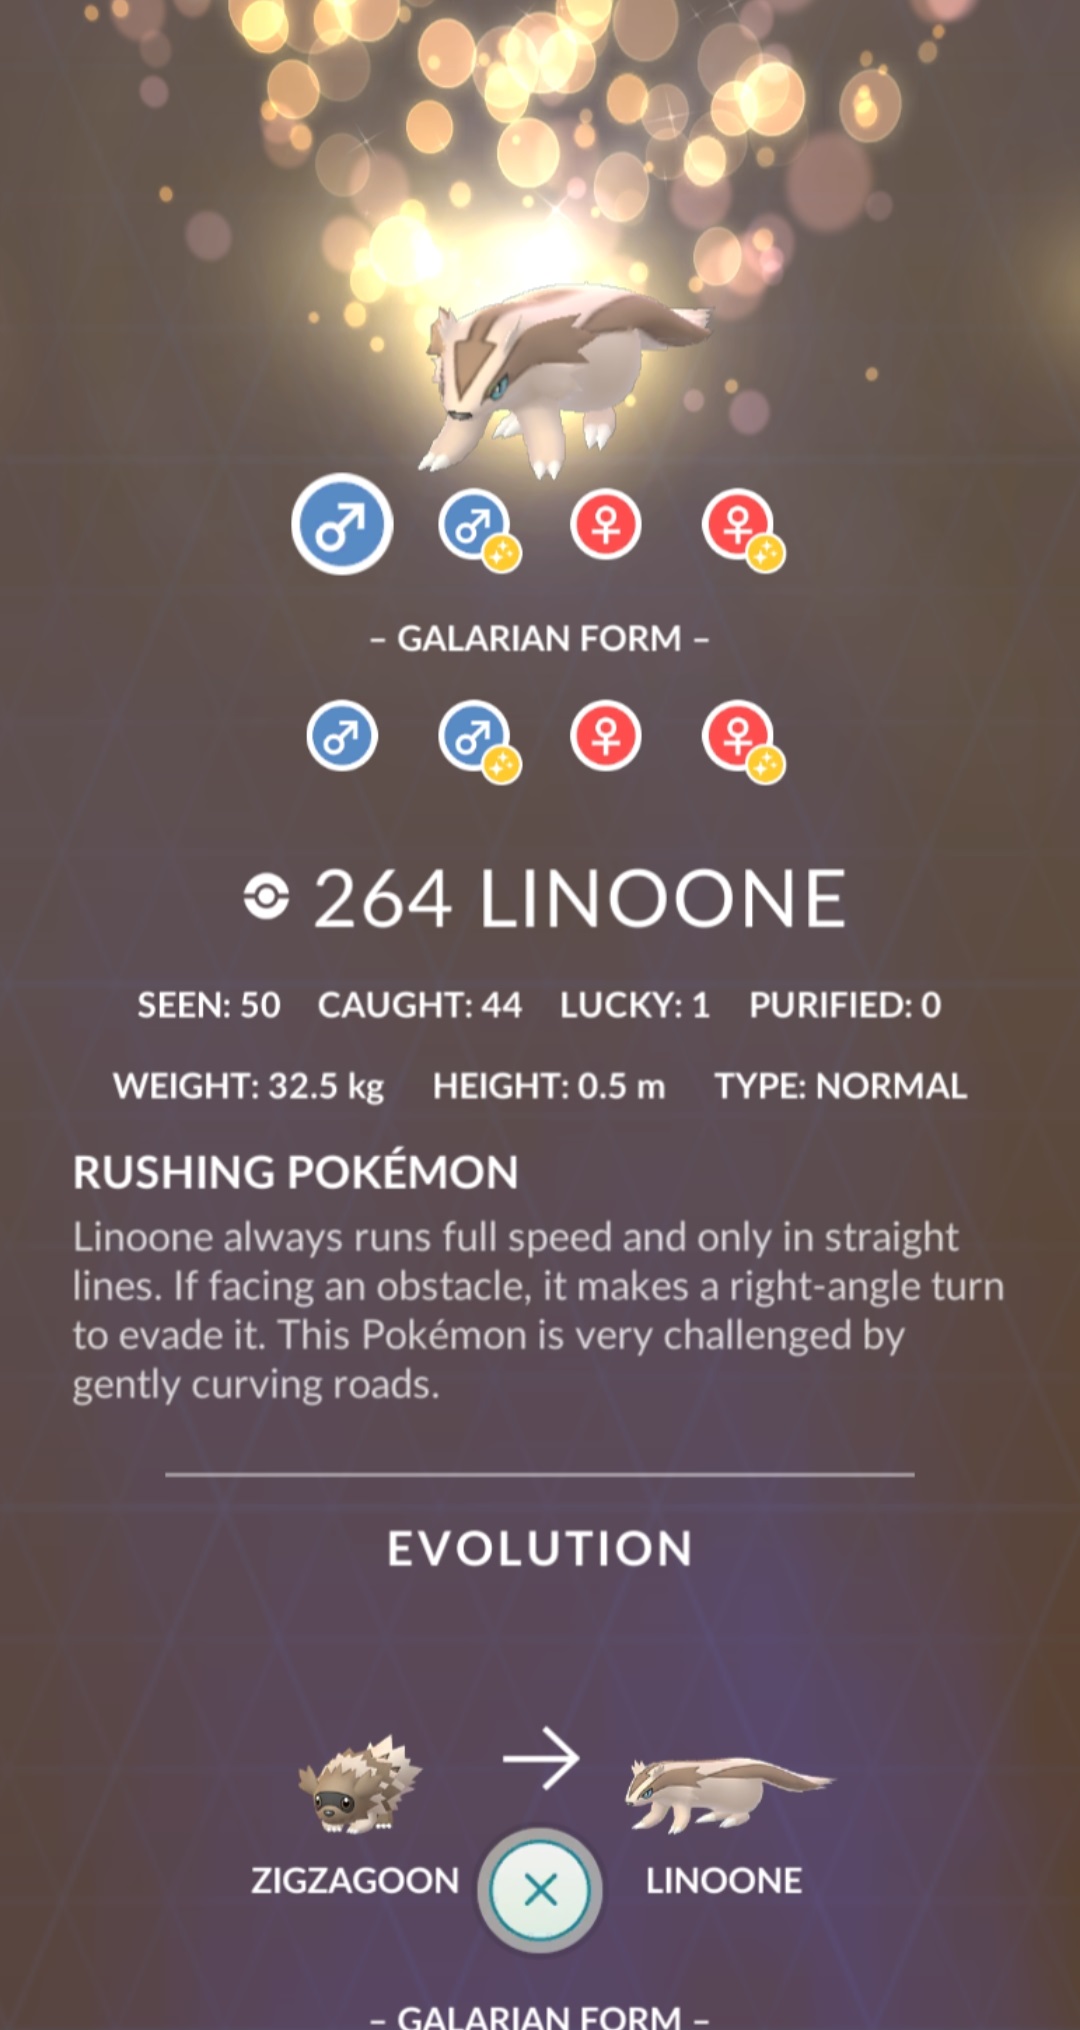 – GALARIAN FORM –
264 LINOONE
SEEN: 50 CAUGHT: 44 LUCKY: 1 PURIFIED: 0
WEIGHT: 32.5 kg HEIGHT: 0.5 m TYPE: NORMAL
RUSHING POKÉMON
Linoone always runs full speed and only in straight
lines. If facing an obstacle, it makes a right-angle turn
to evade it. This Pokémon is very challenged by
gently curving roads.
EVOLUTION
ZIGZAGOON LINOONE
– GALARIAN FORM –